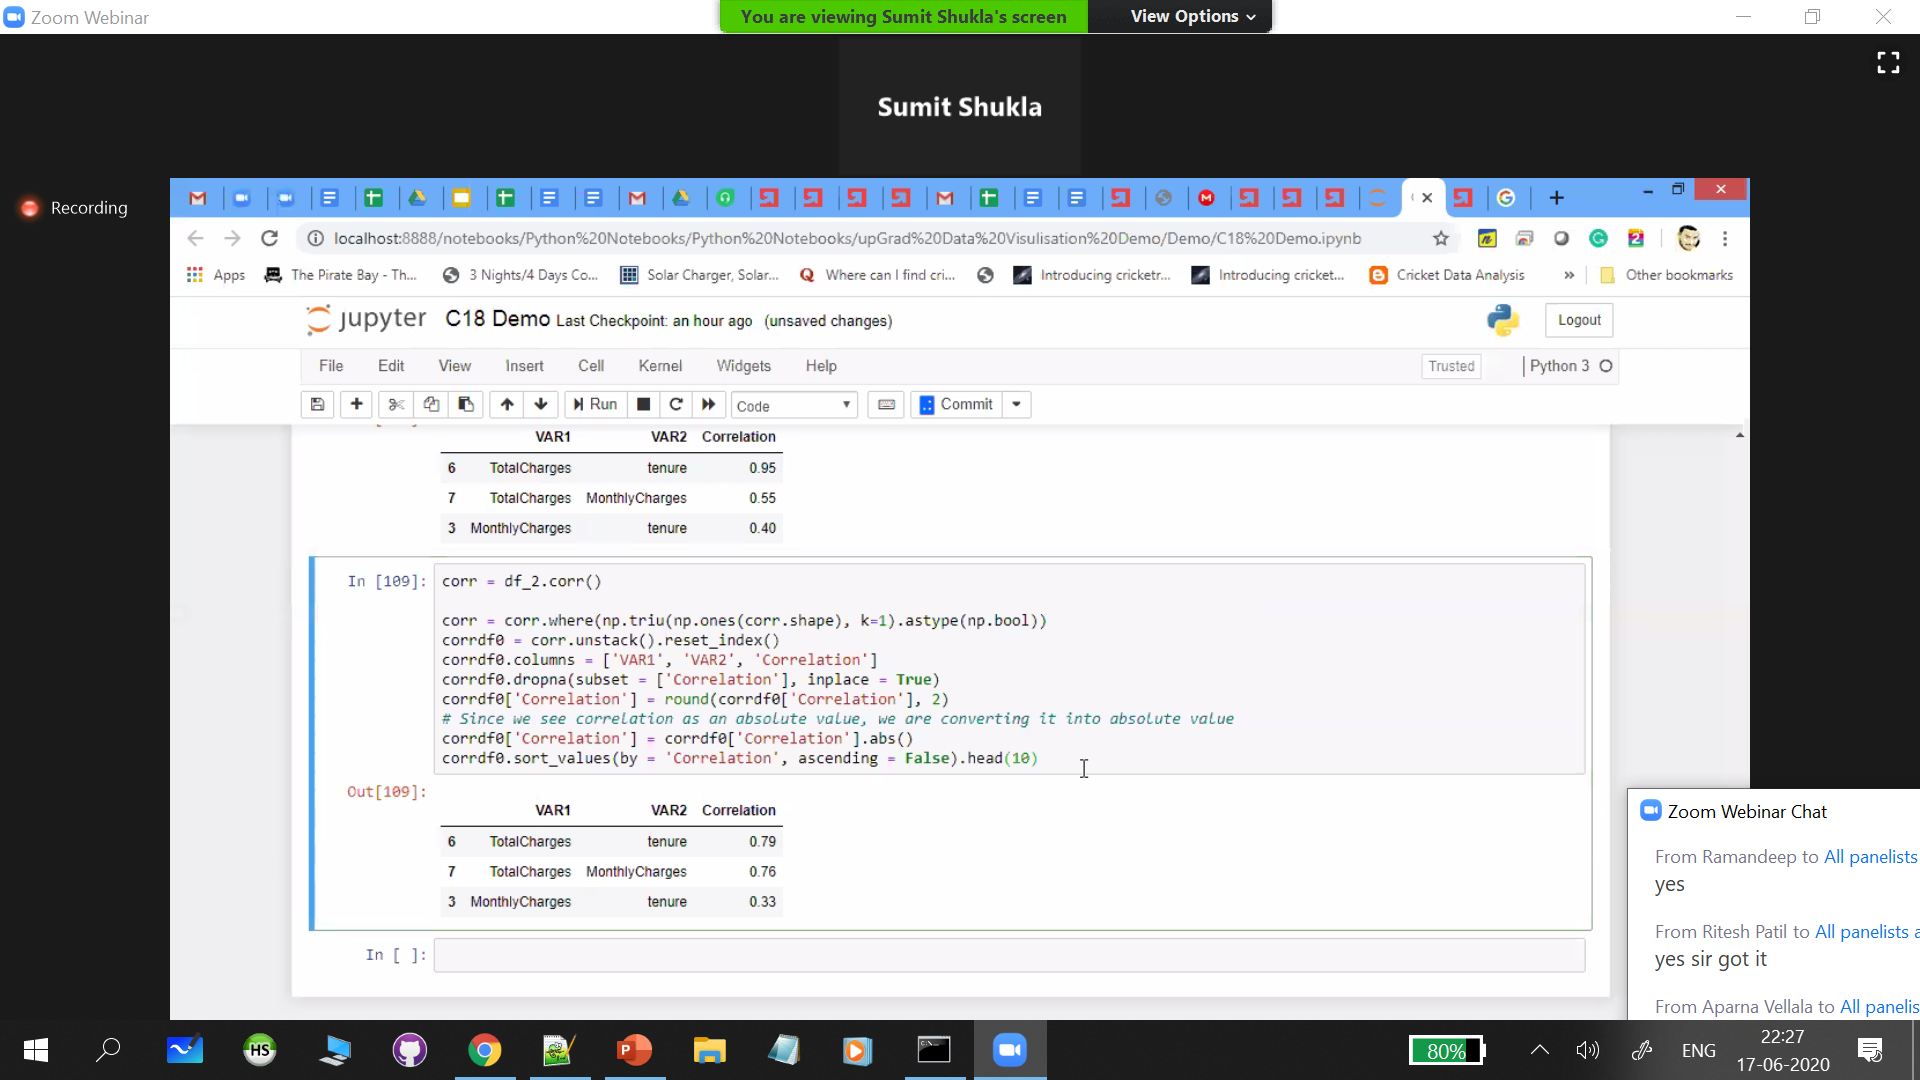 Zoom Webinar
You are viewing Sumit Shukla's screen
View Options
Sumit Shukla
Recording
localhost:8888/notebooks/Python%20Notebooks/Python%20Notebooks/upGrad%20Data%20Visulisation%20Demo/Demo/C18%20Demo.ipynb
Apps The Pirate Bay - Th... 3 Nights/4 Days Co... Solar Charger, Solar... Where can I find cri... Introducing cricketr... Introducing cricket... Cricket Data Analysis » Other bookmarks
jupyter C18 Demo Last Checkpoint: an hour ago (unsaved changes)
Logout
File Edit View Insert Cell Kernel Widgets Help
Trusted
Python 3
Run
Code
Commit
VAR1 VAR2 Correlation
6 TotalCharges tenure 0.95
7 TotalCharges MonthlyCharges 0.55
3 MonthlyCharges tenure 0.40
In [109]:
corr = df_2.corr()
corr = corr.where(np.triu(np.ones(corr.shape), k=1).astype(np.bool))
corrdf0 = corr.unstack().reset_index()
corrdf0.columns = ['VAR1', 'VAR2', 'Correlation']
corrdf0.dropna(subset = ['Correlation'], inplace = True)
corrdf0['Correlation'] = round(corrdf0['Correlation'], 2)
# Since we see correlation as an absolute value, we are converting it into absolute value
corrdf0['Correlation'] = corrdf0['Correlation'].abs()
corrdf0.sort_values(by = 'Correlation', ascending = False).head(10)
Out[109]:
VAR1 VAR2 Correlation
6 TotalCharges tenure 0.79
7 TotalCharges MonthlyCharges 0.76
3 MonthlyCharges tenure 0.33
In [ ]:
Zoom Webinar Chat
From Ramandeep to All panelists
yes
From Ritesh Patil to All panelists a
yes sir got it
From Aparna Vellala to All panelis
HS
80%
ENG
22:27
17-06-2020